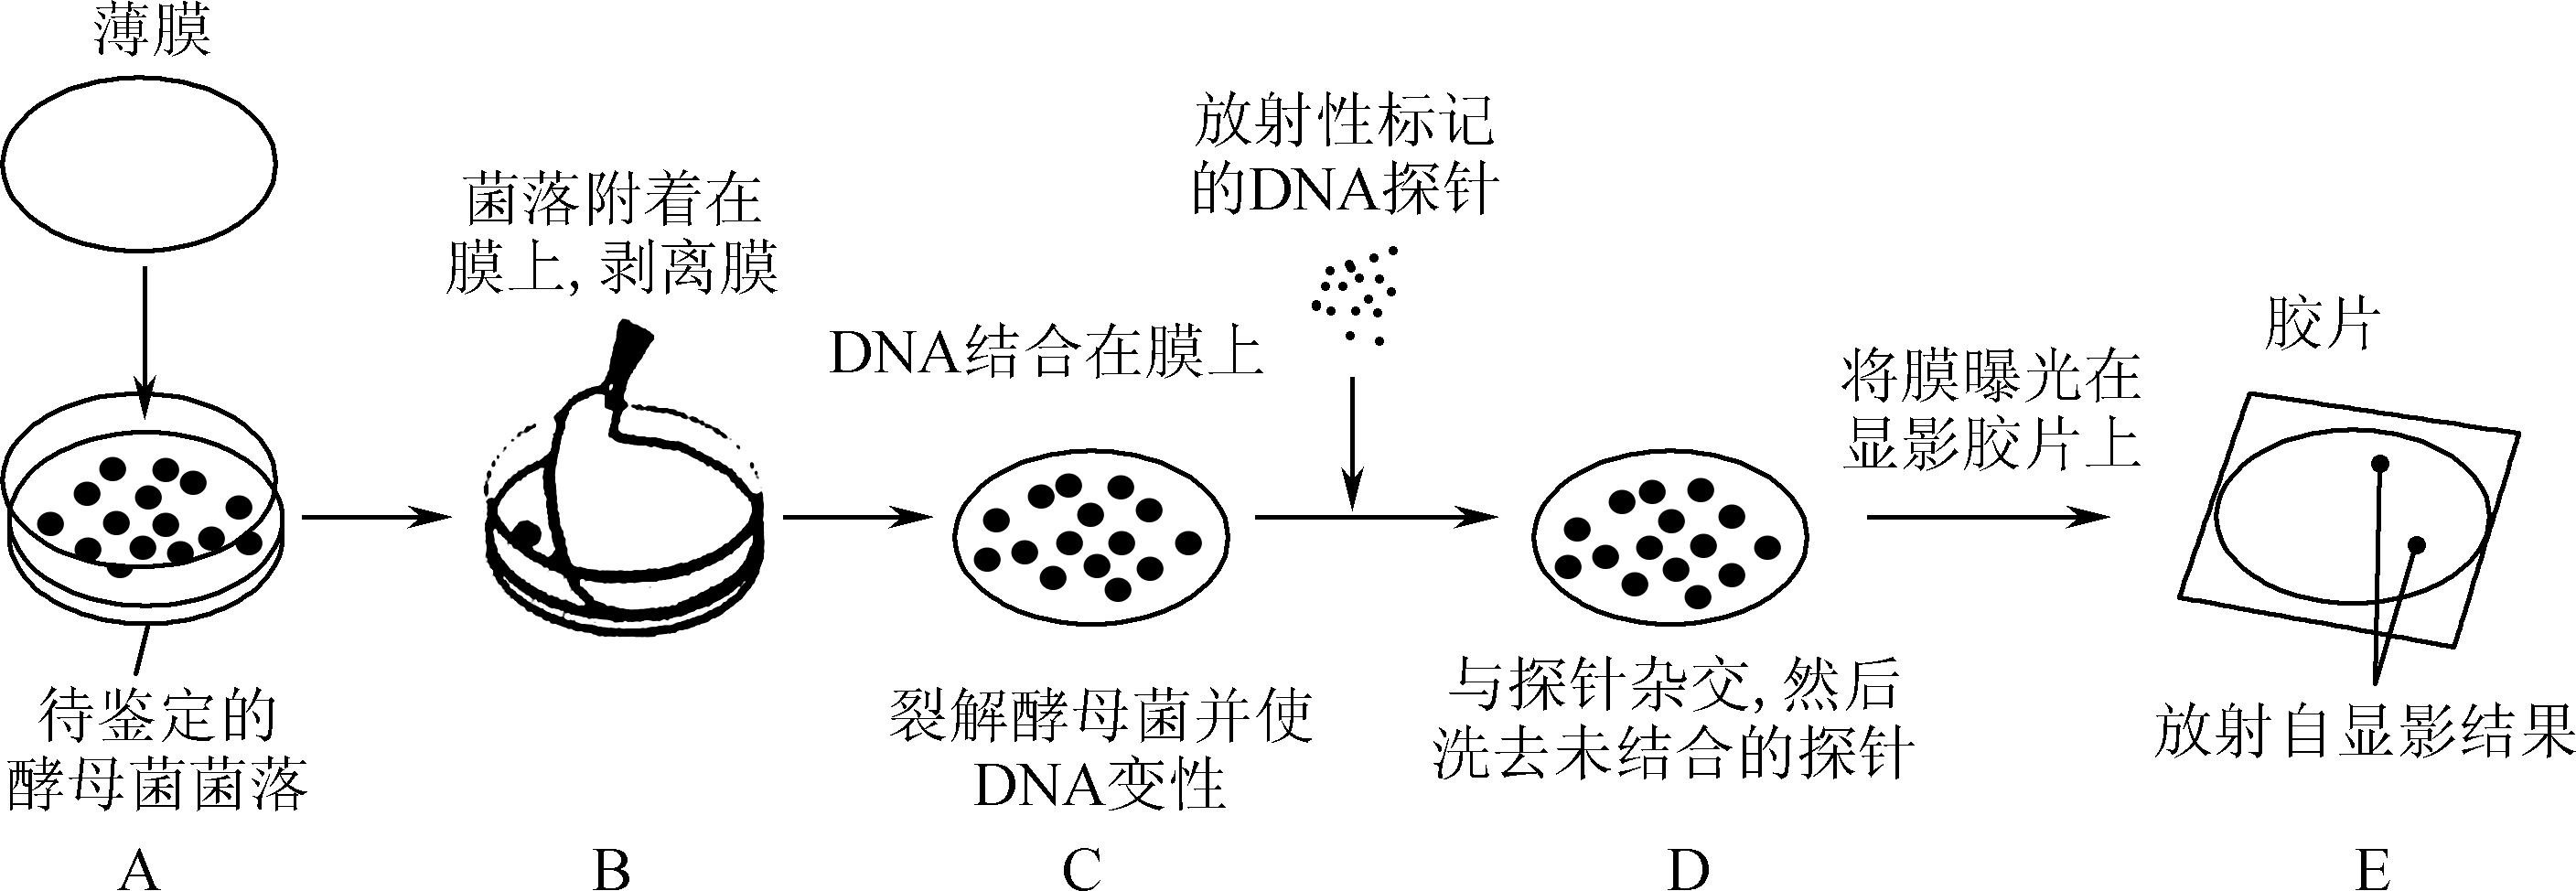 薄膜
待鉴定的
酵母菌菌落
A
菌落附着在
膜上,剥离膜
B
DNA结合在膜上
裂解酵母菌并使
DNA变性
C
放射性标记
的DNA探针
与探针杂交,然后
洗去未结合的探针
D
将膜曝光在
显影胶片上
胶片
放射自显影结果
E